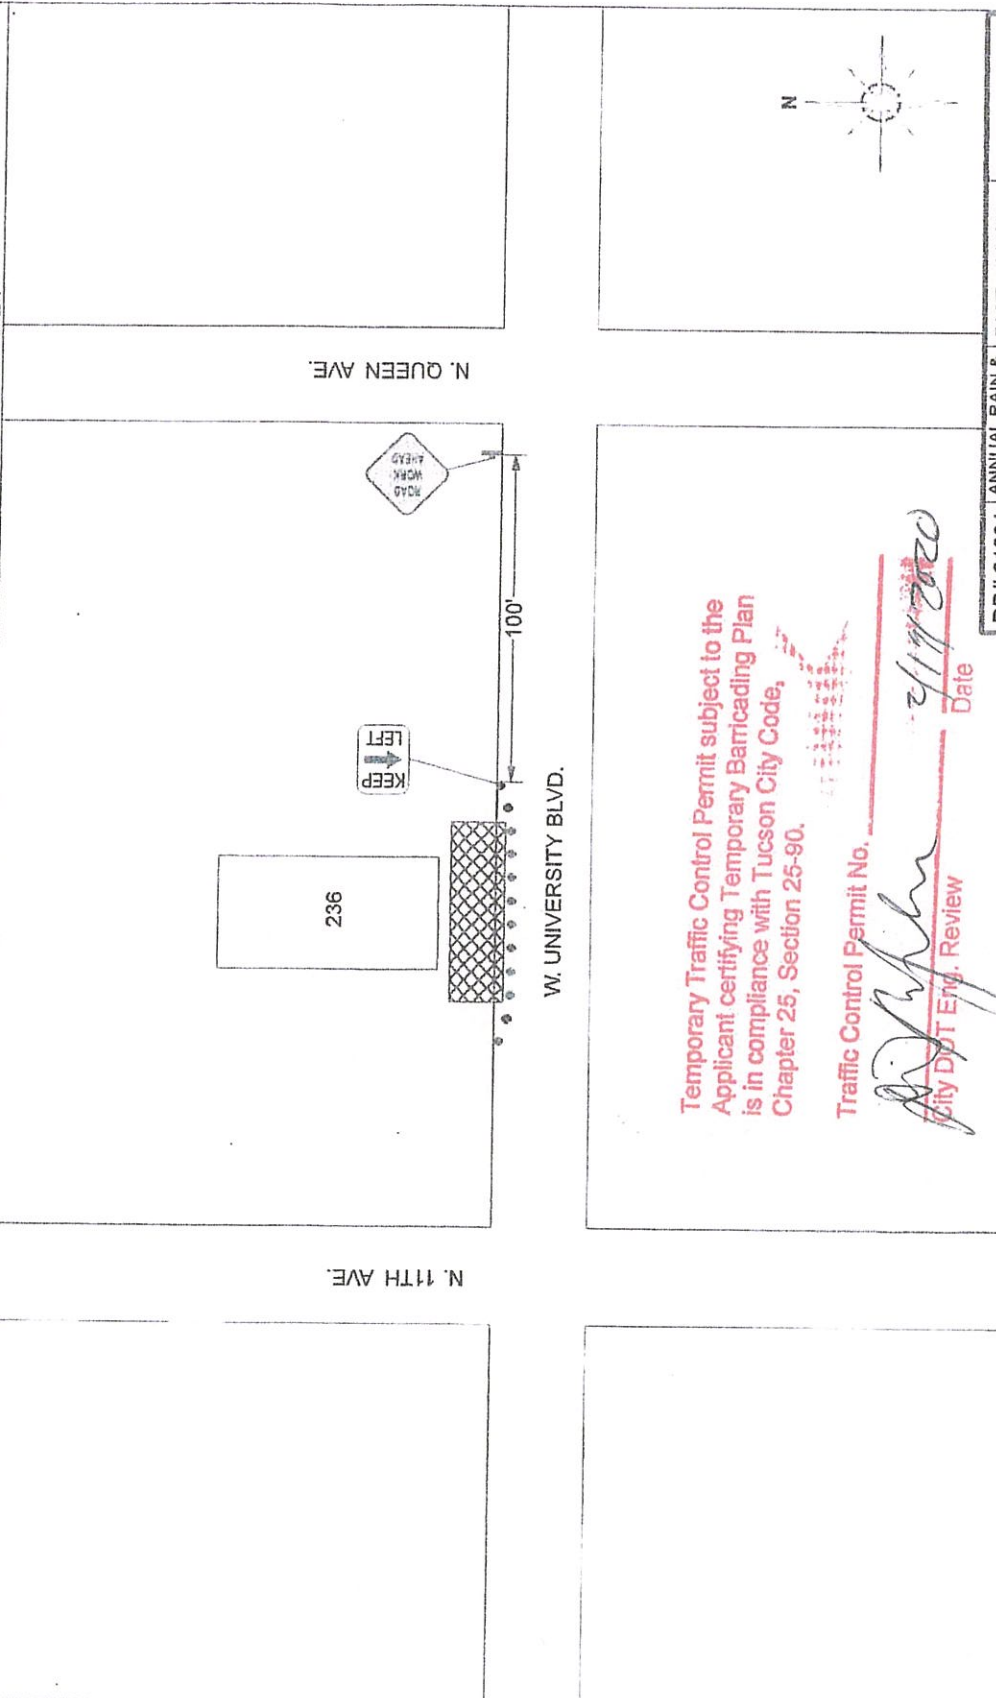 N
N. QUEEN AVE.
ROAD
WORK
AHEAD
100'
KEEP
LEFT
236
W. UNIVERSITY BLVD.
N. 11TH AVE.
Temporary Traffic Control Permit subject to the
Applicant certifying Temporary Barricading Plan
is in compliance with Tucson City Code,
Chapter 25, Section 25-90.
Traffic Control Permit No.
City DOT Eng. Review
Date
ANNUAL RAIN &